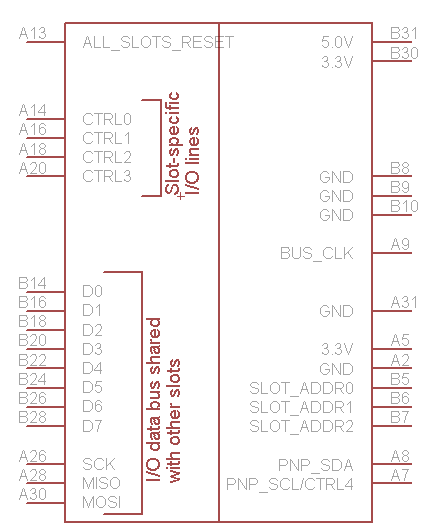 A13 ALL_SLOTS_RESET 5.0V B31
3.3V B30
A14 CTRL0
A16 CTRL1
A18 CTRL2
A20 CTRL3
Slot-specific
I/O lines
GND B8
GND B9
GND B10
BUS_CLK A9
B14 D0
B16 D1
B18 D2
B20 D3
B22 D4
B24 D5
B26 D6
B28 D7
A26 SCK
A28 MISO
A30 MOSI
I/O data bus shared
with other slots
GND A31
3.3V A5
GND A2
SLOT_ADDR0 B5
SLOT_ADDR1 B6
SLOT_ADDR2 B7
PNP_SDA A8
PNP_SCL/CTRL4 A7